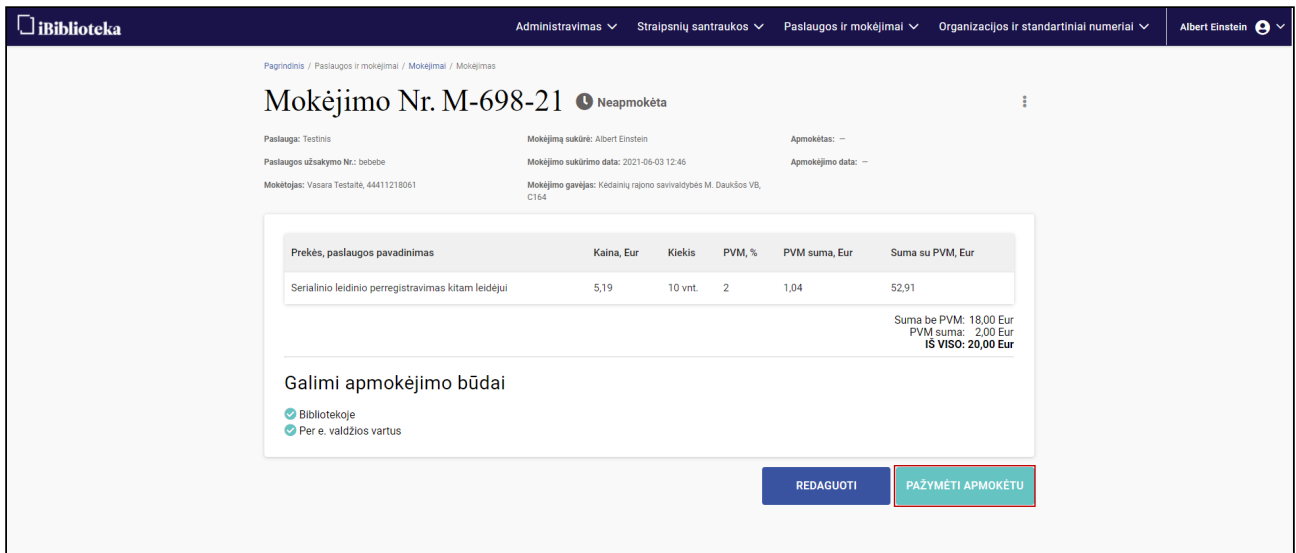 iBiblioteka
Administravimas Straipsnių santraukos Paslaugos ir mokėjimai Organizacijos ir standartiniai numeriai Albert Einstein
Pagrindinis / Paslaugos ir mokėjimai / Mokėjimai / Mokėjimas
Mokėjimo Nr. M-698-21 Neapmokėta
Paslauga: Testinis Mokėjimą sukūrė: Albert Einstein Apmokėtas: —
Paslaugos užsakymo Nr.: bebebe Mokėjimo sukūrimo data: 2021-06-03 12:46 Apmokėjimo data: —
Mokėtojas: Vasara Testaitė, 44411218061 Mokėjimo gavėjas: Kėdainių rajono savivaldybės M. Daukšos VB,
C164
Prekės, paslaugos pavadinimas Kaina, Eur Kiekis PVM, % PVM suma, Eur Suma su PVM, Eur
Serialinio leidinio perregistravimas kitam leidėjui 5,19 10 vnt. 2 1,04 52,91
Suma be PVM: 18,00 Eur
PVM suma: 2,00 Eur
IŠ VISO: 20,00 Eur
Galimi apmokėjimo būdai
Bibliotekoje
Per e. valdžios vartus
REDAGUOTI PAŽYMĖTI APMOKĖTU